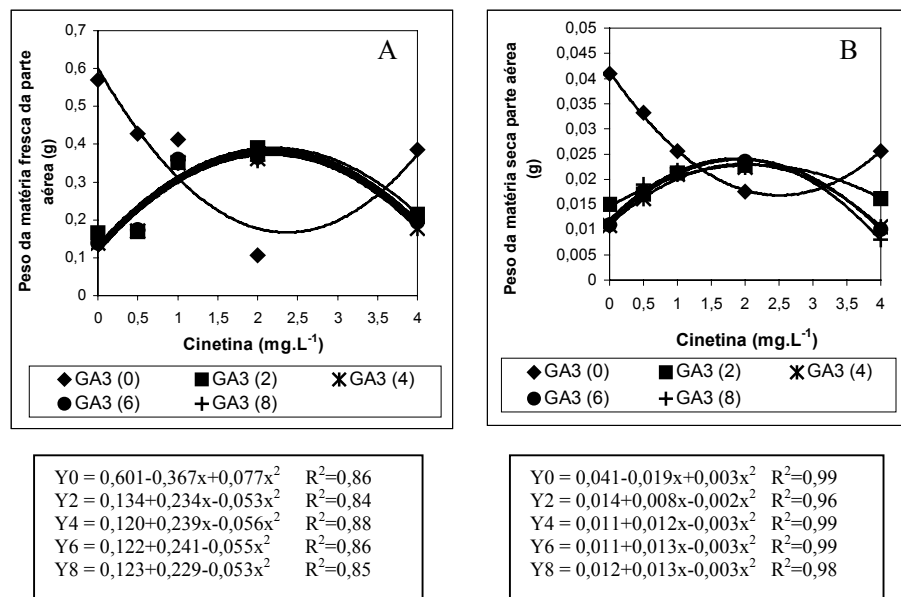 A
Peso da matéria fresca da parte
aérea (g)
0,7
0,6
0,5
0,4
0,3
0,2
0,1
0
0 0,5 1 1,5 2 2,5 3 3,5 4
Cinetina (mg.L⁻¹)
GA3 (0) GA3 (2) GA3 (4)
GA3 (6) GA3 (8)
B
Peso da matéria seca parte aérea
(g)
0,05
0,045
0,04
0,035
0,03
0,025
0,02
0,015
0,01
0,005
0
0 0,5 1 1,5 2 2,5 3 3,5 4
Cinetina (mg.L⁻¹)
GA3 (0) GA3 (2) GA3 (4)
GA3 (6) GA3 (8)
Y0 = 0,601-0,367x+0,077x² R²=0,86
Y2 = 0,134+0,234x-0,053x² R²=0,84
Y4 = 0,120+0,239x-0,056x² R²=0,88
Y6 = 0,122+0,241-0,055x² R²=0,86
Y8 = 0,123+0,229-0,053x² R²=0,85
Y0 = 0,041-0,019x+0,003x² R²=0,99
Y2 = 0,014+0,008x-0,002x² R²=0,96
Y4 = 0,011+0,012x-0,003x² R²=0,99
Y6 = 0,011+0,013x-0,003x² R²=0,99
Y8 = 0,012+0,013x-0,003x² R²=0,98